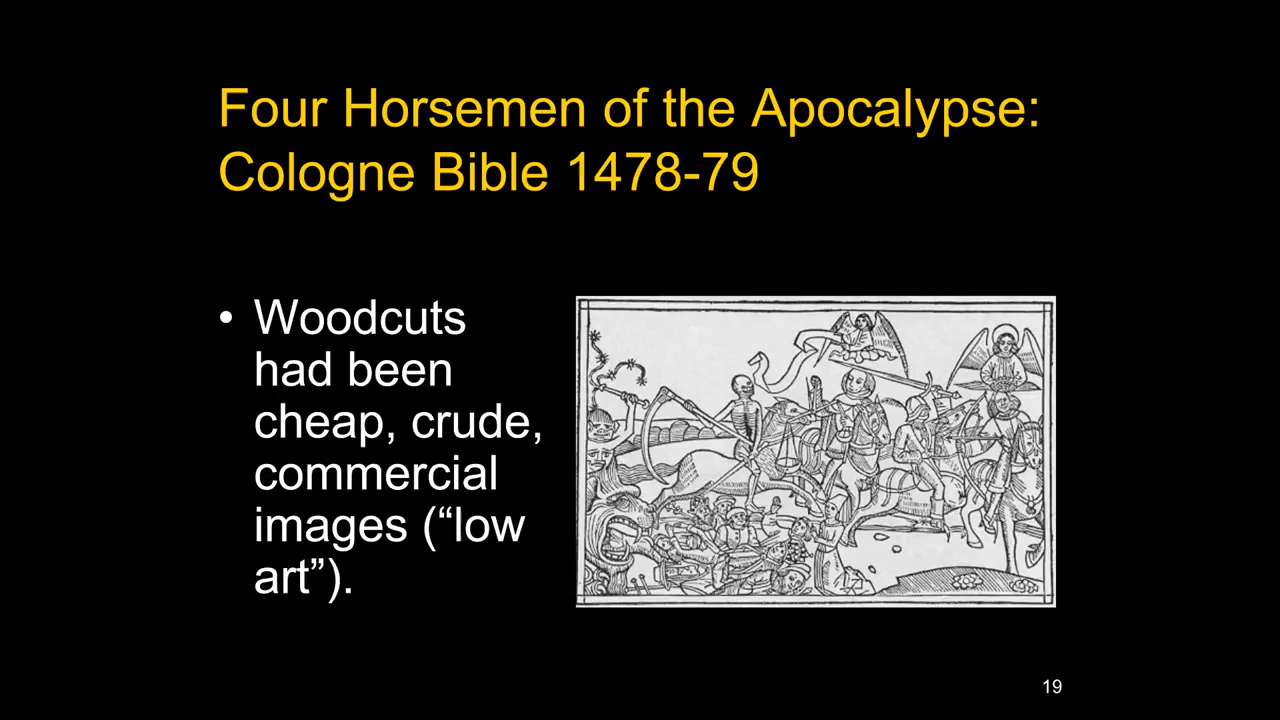 Four Horsemen of the Apocalypse:
Cologne Bible 1478-79
• Woodcuts
had been
cheap, crude,
commercial
images (“low
art”).
19